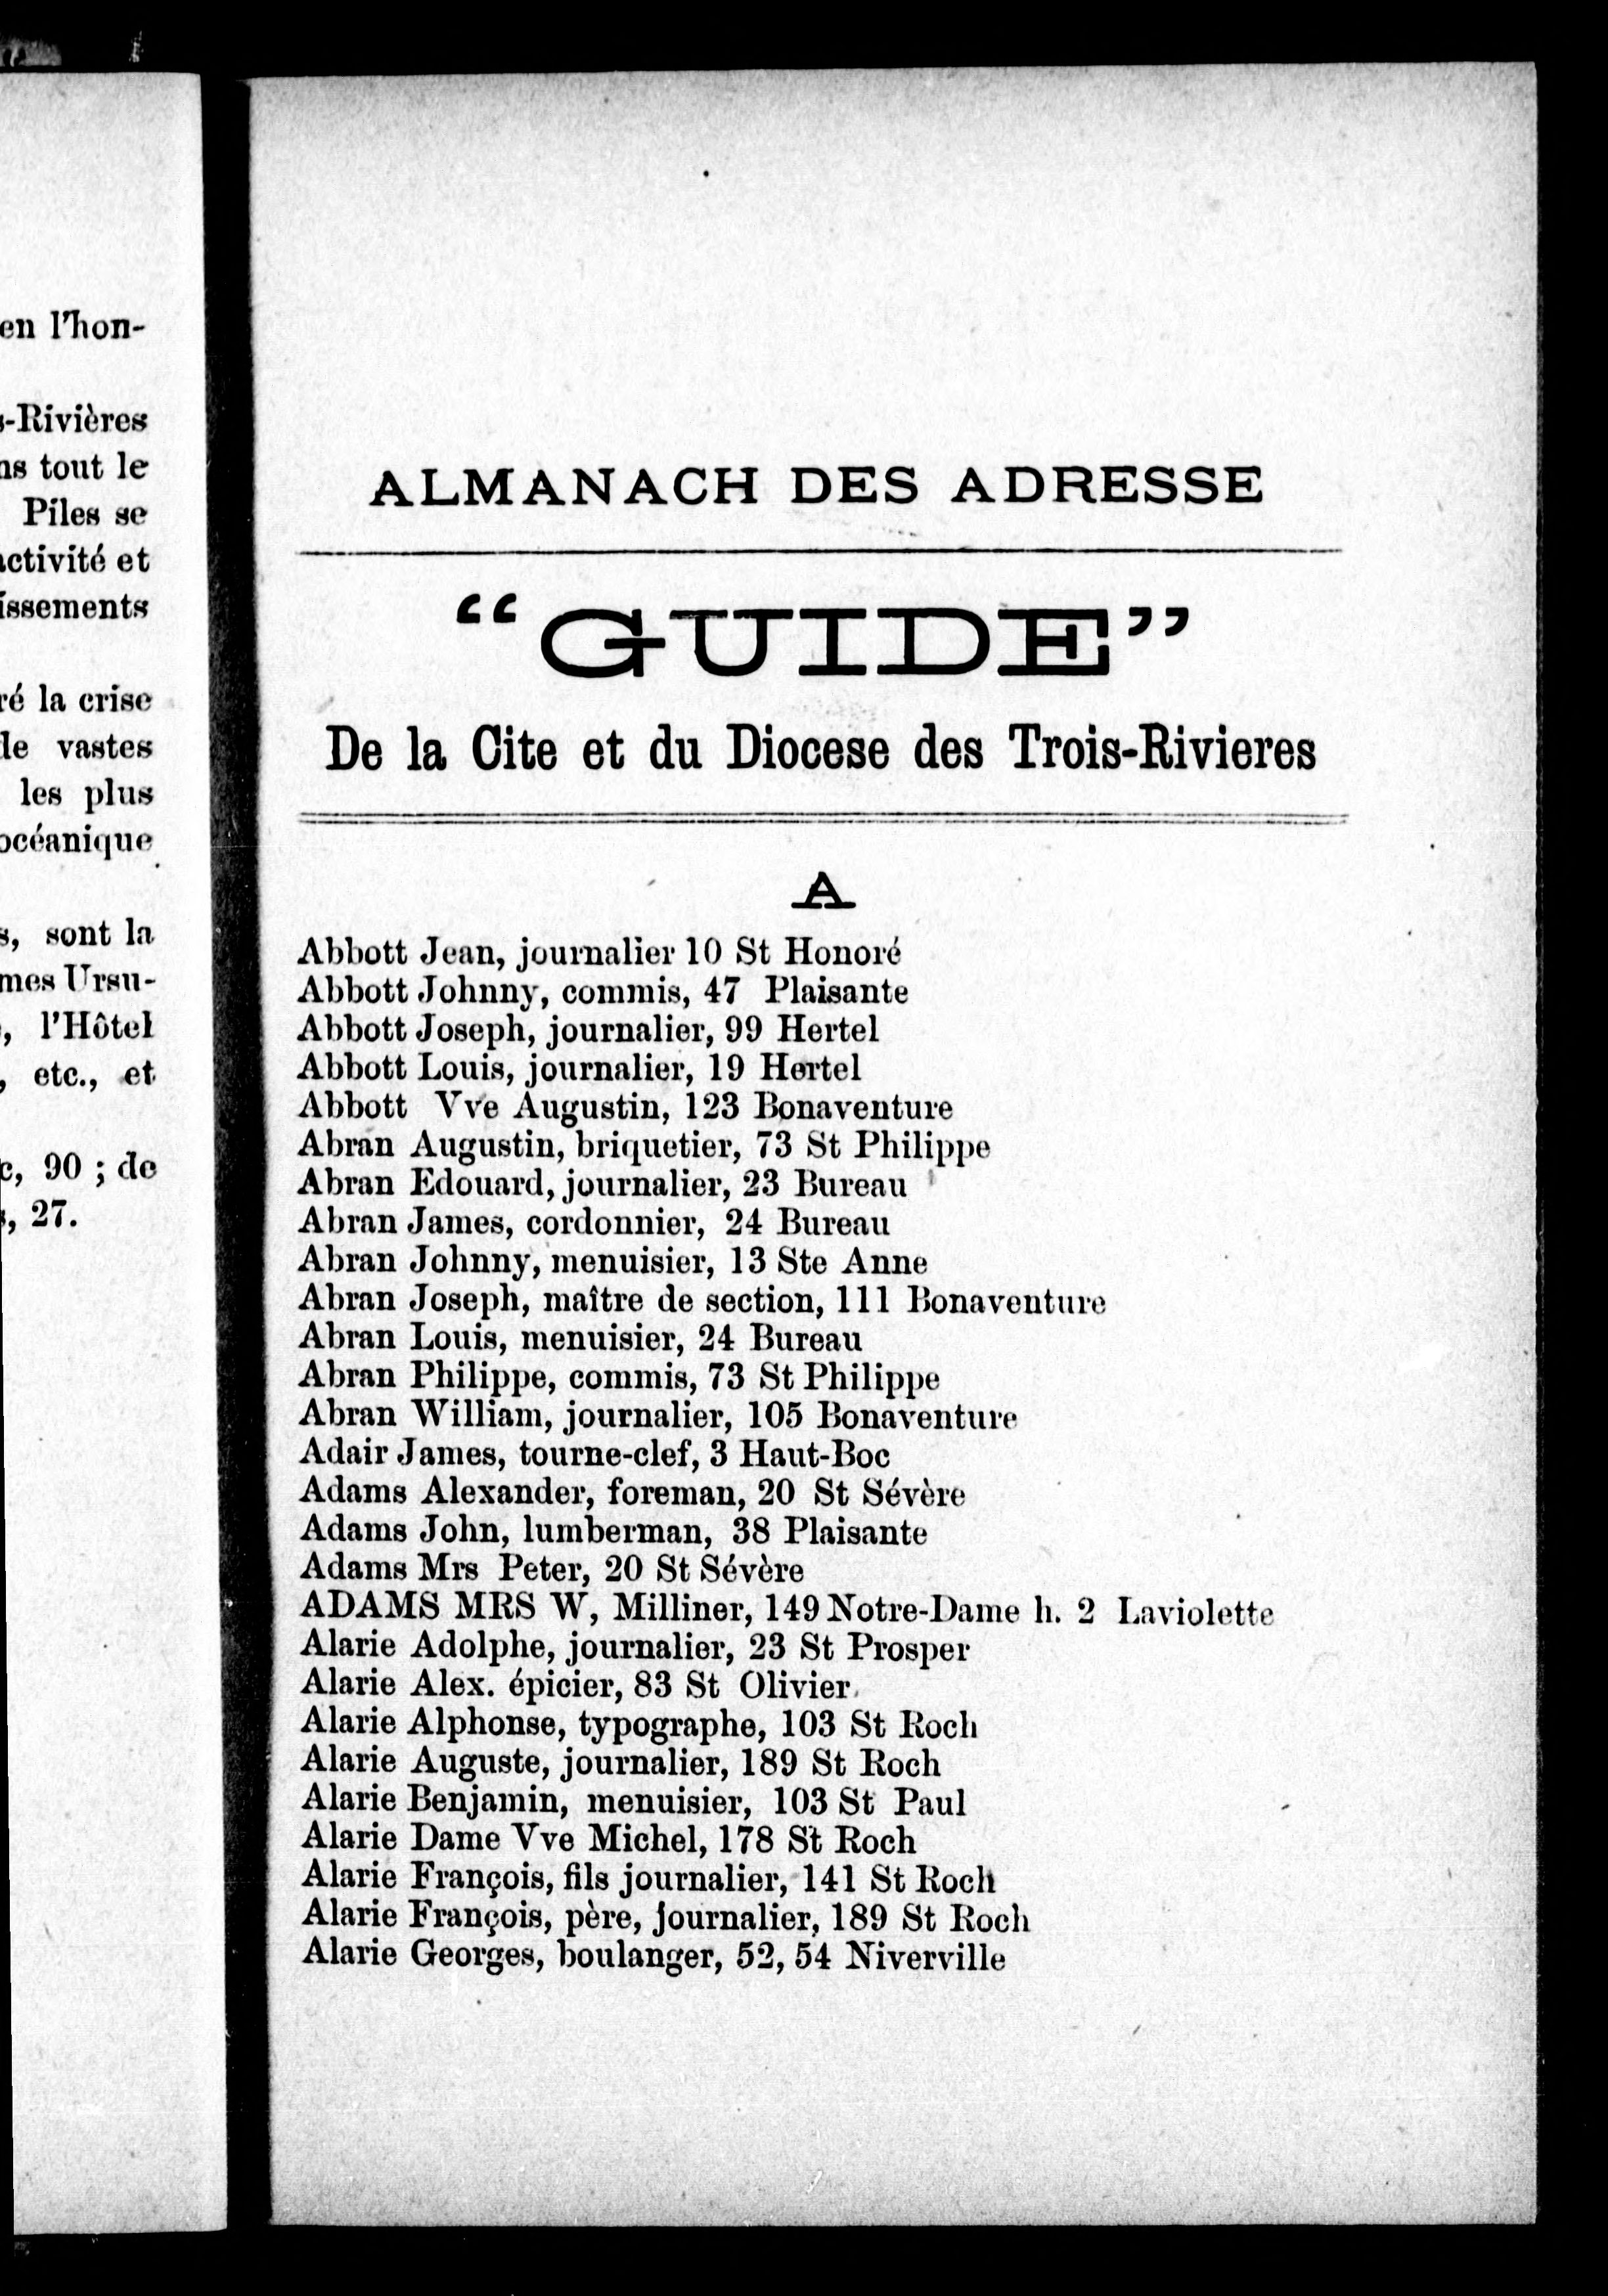 en l'hon-
-Rivières
ns tout le
Piles se
activité et
issements
ré la crise
de vastes
les plus
océanique
s, sont la
mes Ursu-
, l'Hôtel
, etc., et
c, 90 ; de
, 27.
ALMANACH DES ADRESSE
“GUIDE”
De la Cite et du Diocese des Trois-Rivieres
A
Abbott Jean, journalier 10 St Honoré
Abbott Johnny, commis, 47 Plaisante
Abbott Joseph, journalier, 99 Hertel
Abbott Louis, journalier, 19 Hertel
Abbott Vve Augustin, 123 Bonaventure
Abran Augustin, briquetier, 73 St Philippe
Abran Edouard, journalier, 23 Bureau
Abran James, cordonnier, 24 Bureau
Abran Johnny, menuisier, 13 Ste Anne
Abran Joseph, maître de section, 111 Bonaventure
Abran Louis, menuisier, 24 Bureau
Abran Philippe, commis, 73 St Philippe
Abran William, journalier, 105 Bonaventure
Adair James, tourne-clef, 3 Haut-Boc
Adams Alexander, foreman, 20 St Sévère
Adams John, lumberman, 38 Plaisante
Adams Mrs Peter, 20 St Sévère
ADAMS MRS W, Milliner, 149 Notre-Dame h. 2 Laviolette
Alarie Adolphe, journalier, 23 St Prosper
Alarie Alex. épicier, 83 St Olivier
Alarie Alphonse, typographe, 103 St Roch
Alarie Auguste, journalier, 189 St Roch
Alarie Benjamin, menuisier, 103 St Paul
Alarie Dame Vve Michel, 178 St Roch
Alarie François, fils journalier, 141 St Roch
Alarie François, père, journalier, 189 St Roch
Alarie Georges, boulanger, 52, 54 Niverville